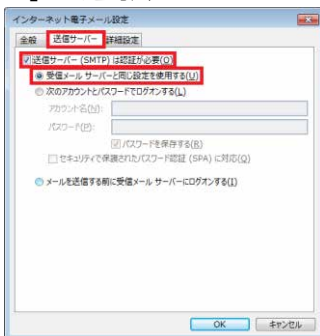 インターネット電子メール設定
全般 送信サーバー 詳細設定
送信サーバー (SMTP) は認証が必要(O)
受信メール サーバーと同じ設定を使用する(U)
次のアカウントとパスワードでログオンする(L)
アカウント名(N):
パスワード(P):
パスワードを保存する(R)
セキュリティで保護されたパスワード認証 (SPA) に対応(Q)
メールを送信する前に受信メール サーバーにログオンする(I)
OK キャンセル